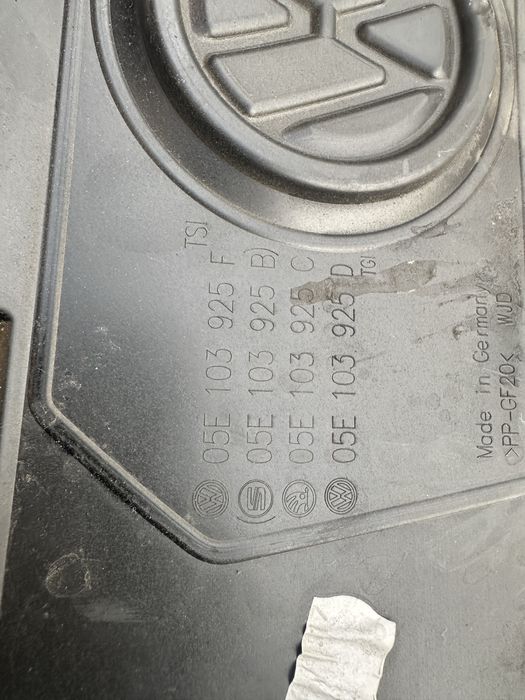 05E 103 925 F TSI
05E 103 925 B)
05E 103 925 C
05E 103 925 D TGI
Made in Germany
>PP-GF20< WJD